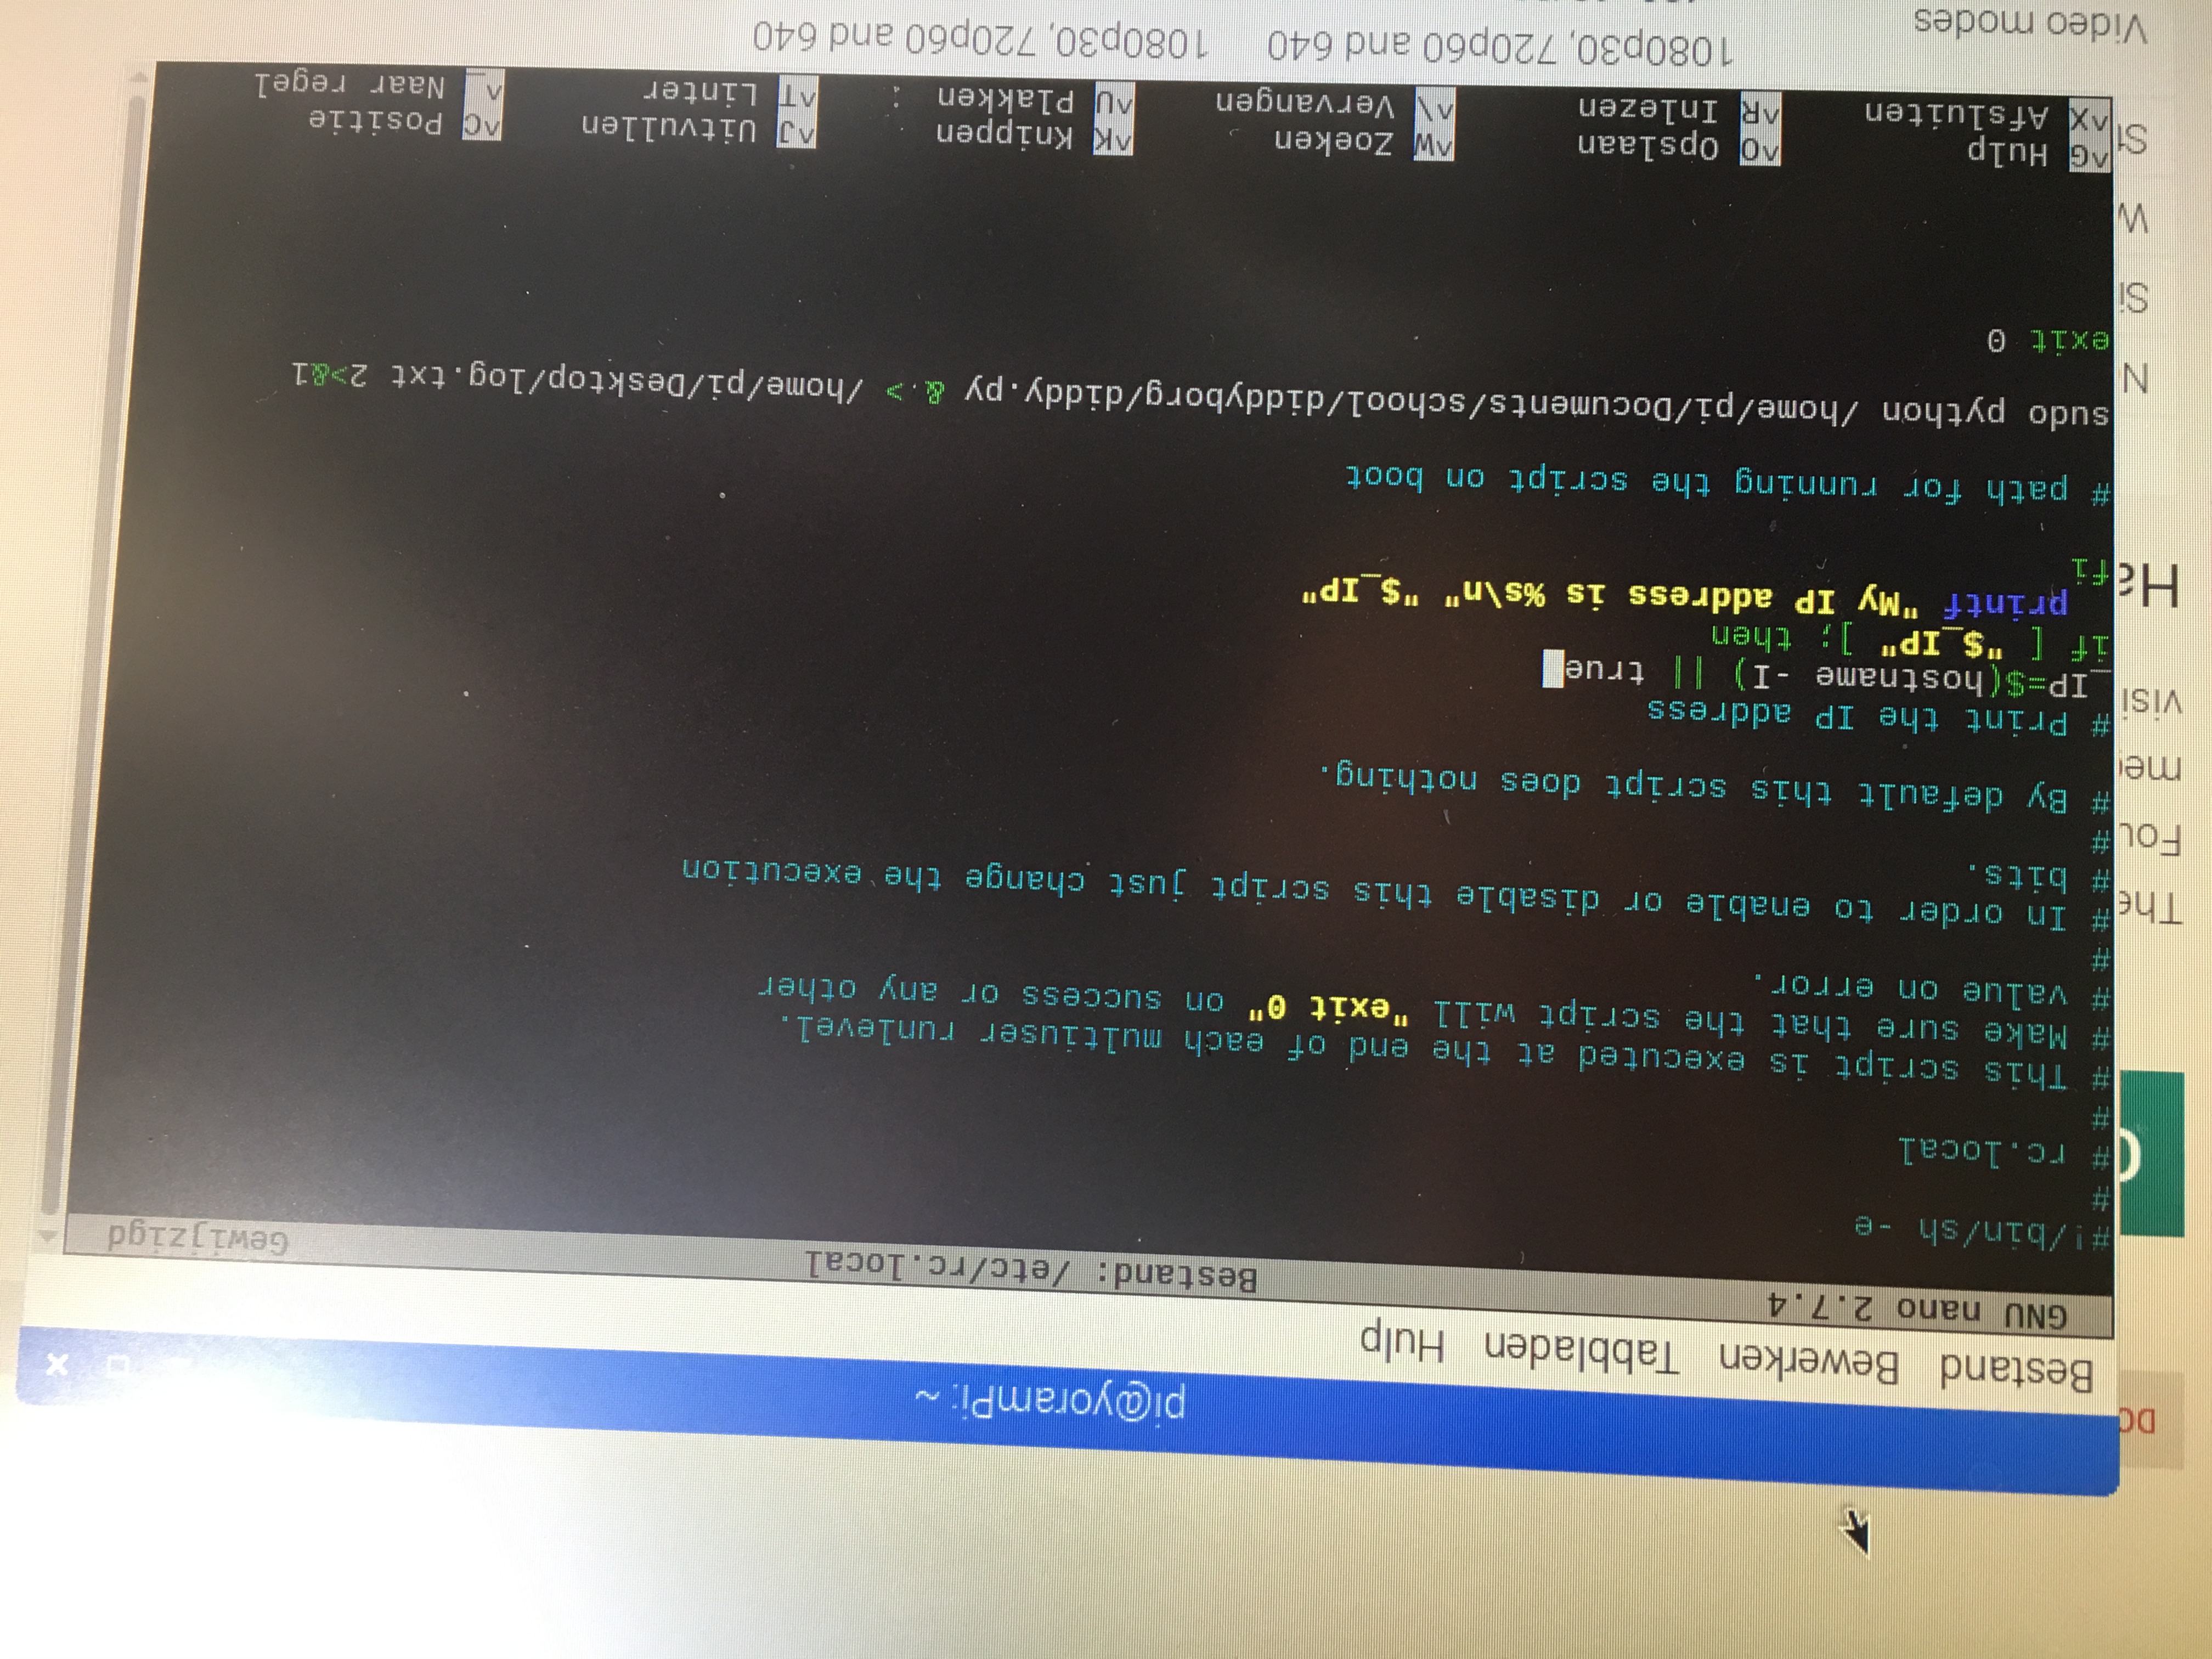 pi@yoramPi: ~
DO
Bestand Bewerken Tabbladen Hulp
GNU nano 2.7.4 Bestand: /etc/rc.local Gewijzigd
#!/bin/sh -e
#
# rc.local
#
# This script is executed at the end of each multiuser runlevel.
# Make sure that the script will "exit 0" on success or any other
# value on error.
#
# In order to enable or disable this script just change the execution
# bits.
#
# By default this script does nothing.
# Print the IP address
_IP=$(hostname -I) || true
if [ "$_IP" ]; then
printf "My IP address is %s\n" "$_IP"
fi
# path for running the script on boot
sudo python /home/pi/Documents/school/diddyborg/diddy.py & > /home/pi/Desktop/log.txt 2>&1
exit 0
^G Hulp ^O Opslaan ^W Zoeken ^K Knippen ^J Uitvullen ^C Positie
^X Afsluiten ^R Inlezen ^\ Vervangen ^U Plakken ^T Linter ^_ Naar regel
The
Fou
visi
Ha
N
Si
W
St
Video modes 1080p30, 720p60 and 640 1080p30, 720p60 and 640